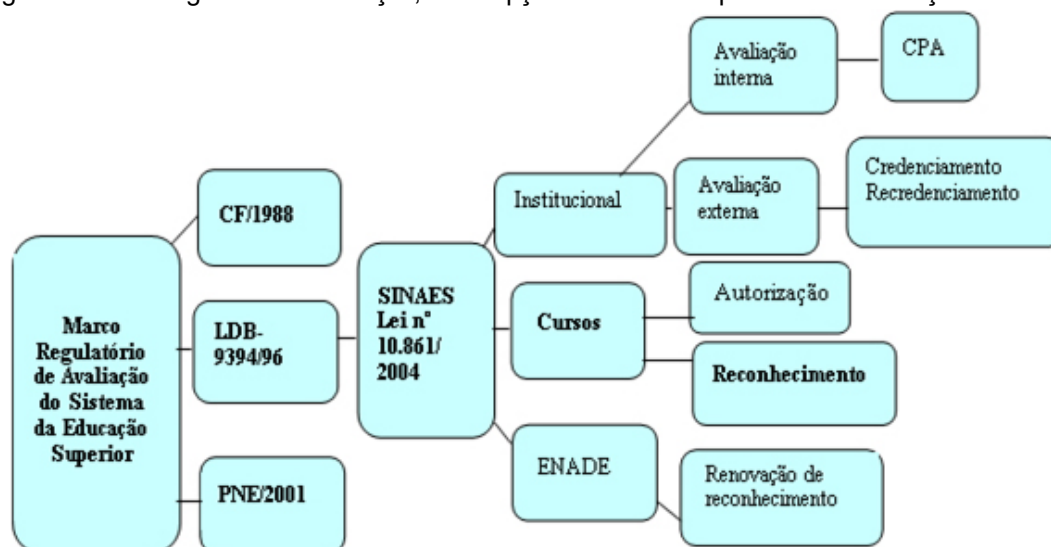 Marco
Regulatório
de Avaliação
do Sistema
da Educação
Superior
CF/1988
LDB-
9394/96
PNE/2001
SINAES
Lei nº
10.861/
2004
Institucional
Avaliação
interna
CPA
Avaliação
externa
Credenciamento
Recredenciamento
Cursos
Autorização
Reconhecimento
ENADE
Renovação de
reconhecimento